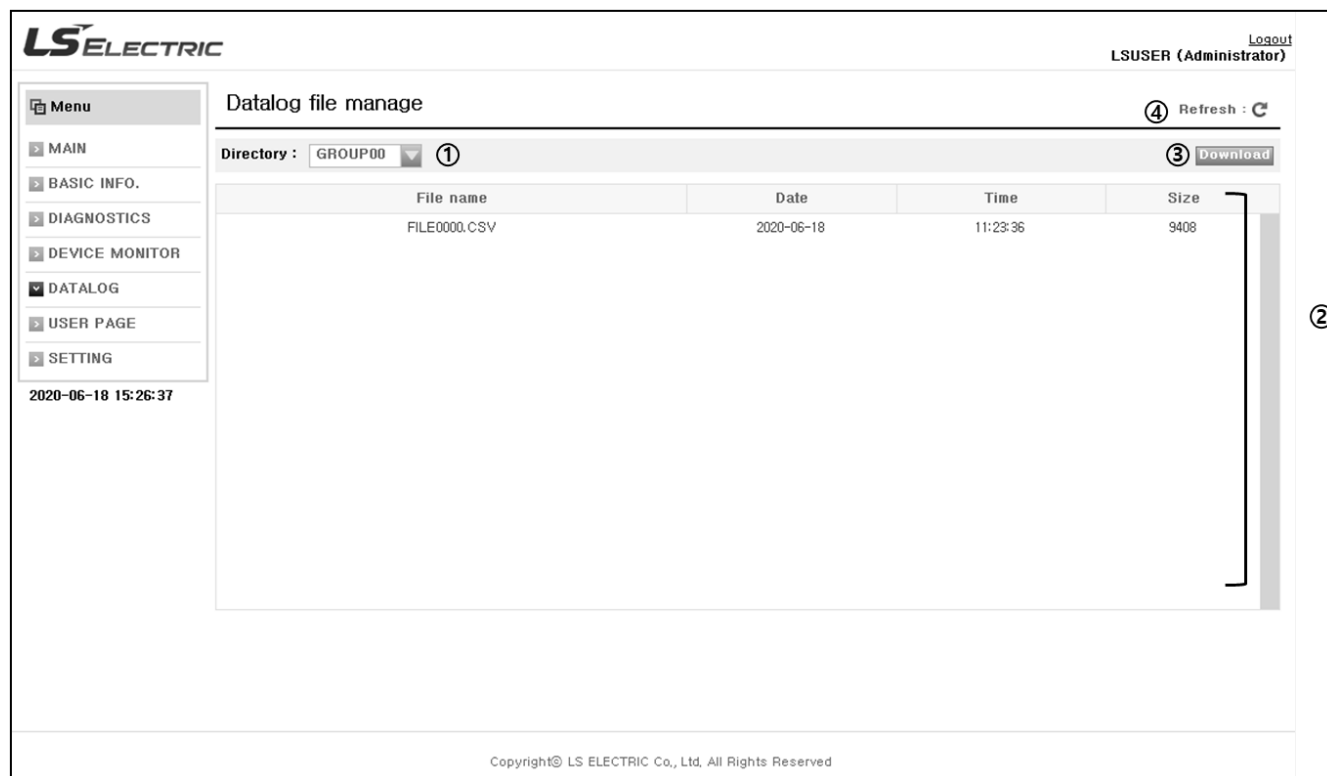 LS ELECTRIC
Logout
LSUSER (Administrator)
Menu
MAIN
BASIC INFO.
DIAGNOSTICS
DEVICE MONITOR
DATALOG
USER PAGE
SETTING
2020-06-18 15:26:37
Datalog file manage
④ Refresh :
Directory : GROUP00 ① ③ Download
File name Date Time Size
FILE0000.CSV 2020-06-18 11:23:36 9408
②
Copyright© LS ELECTRIC Co., Ltd, All Rights Reserved